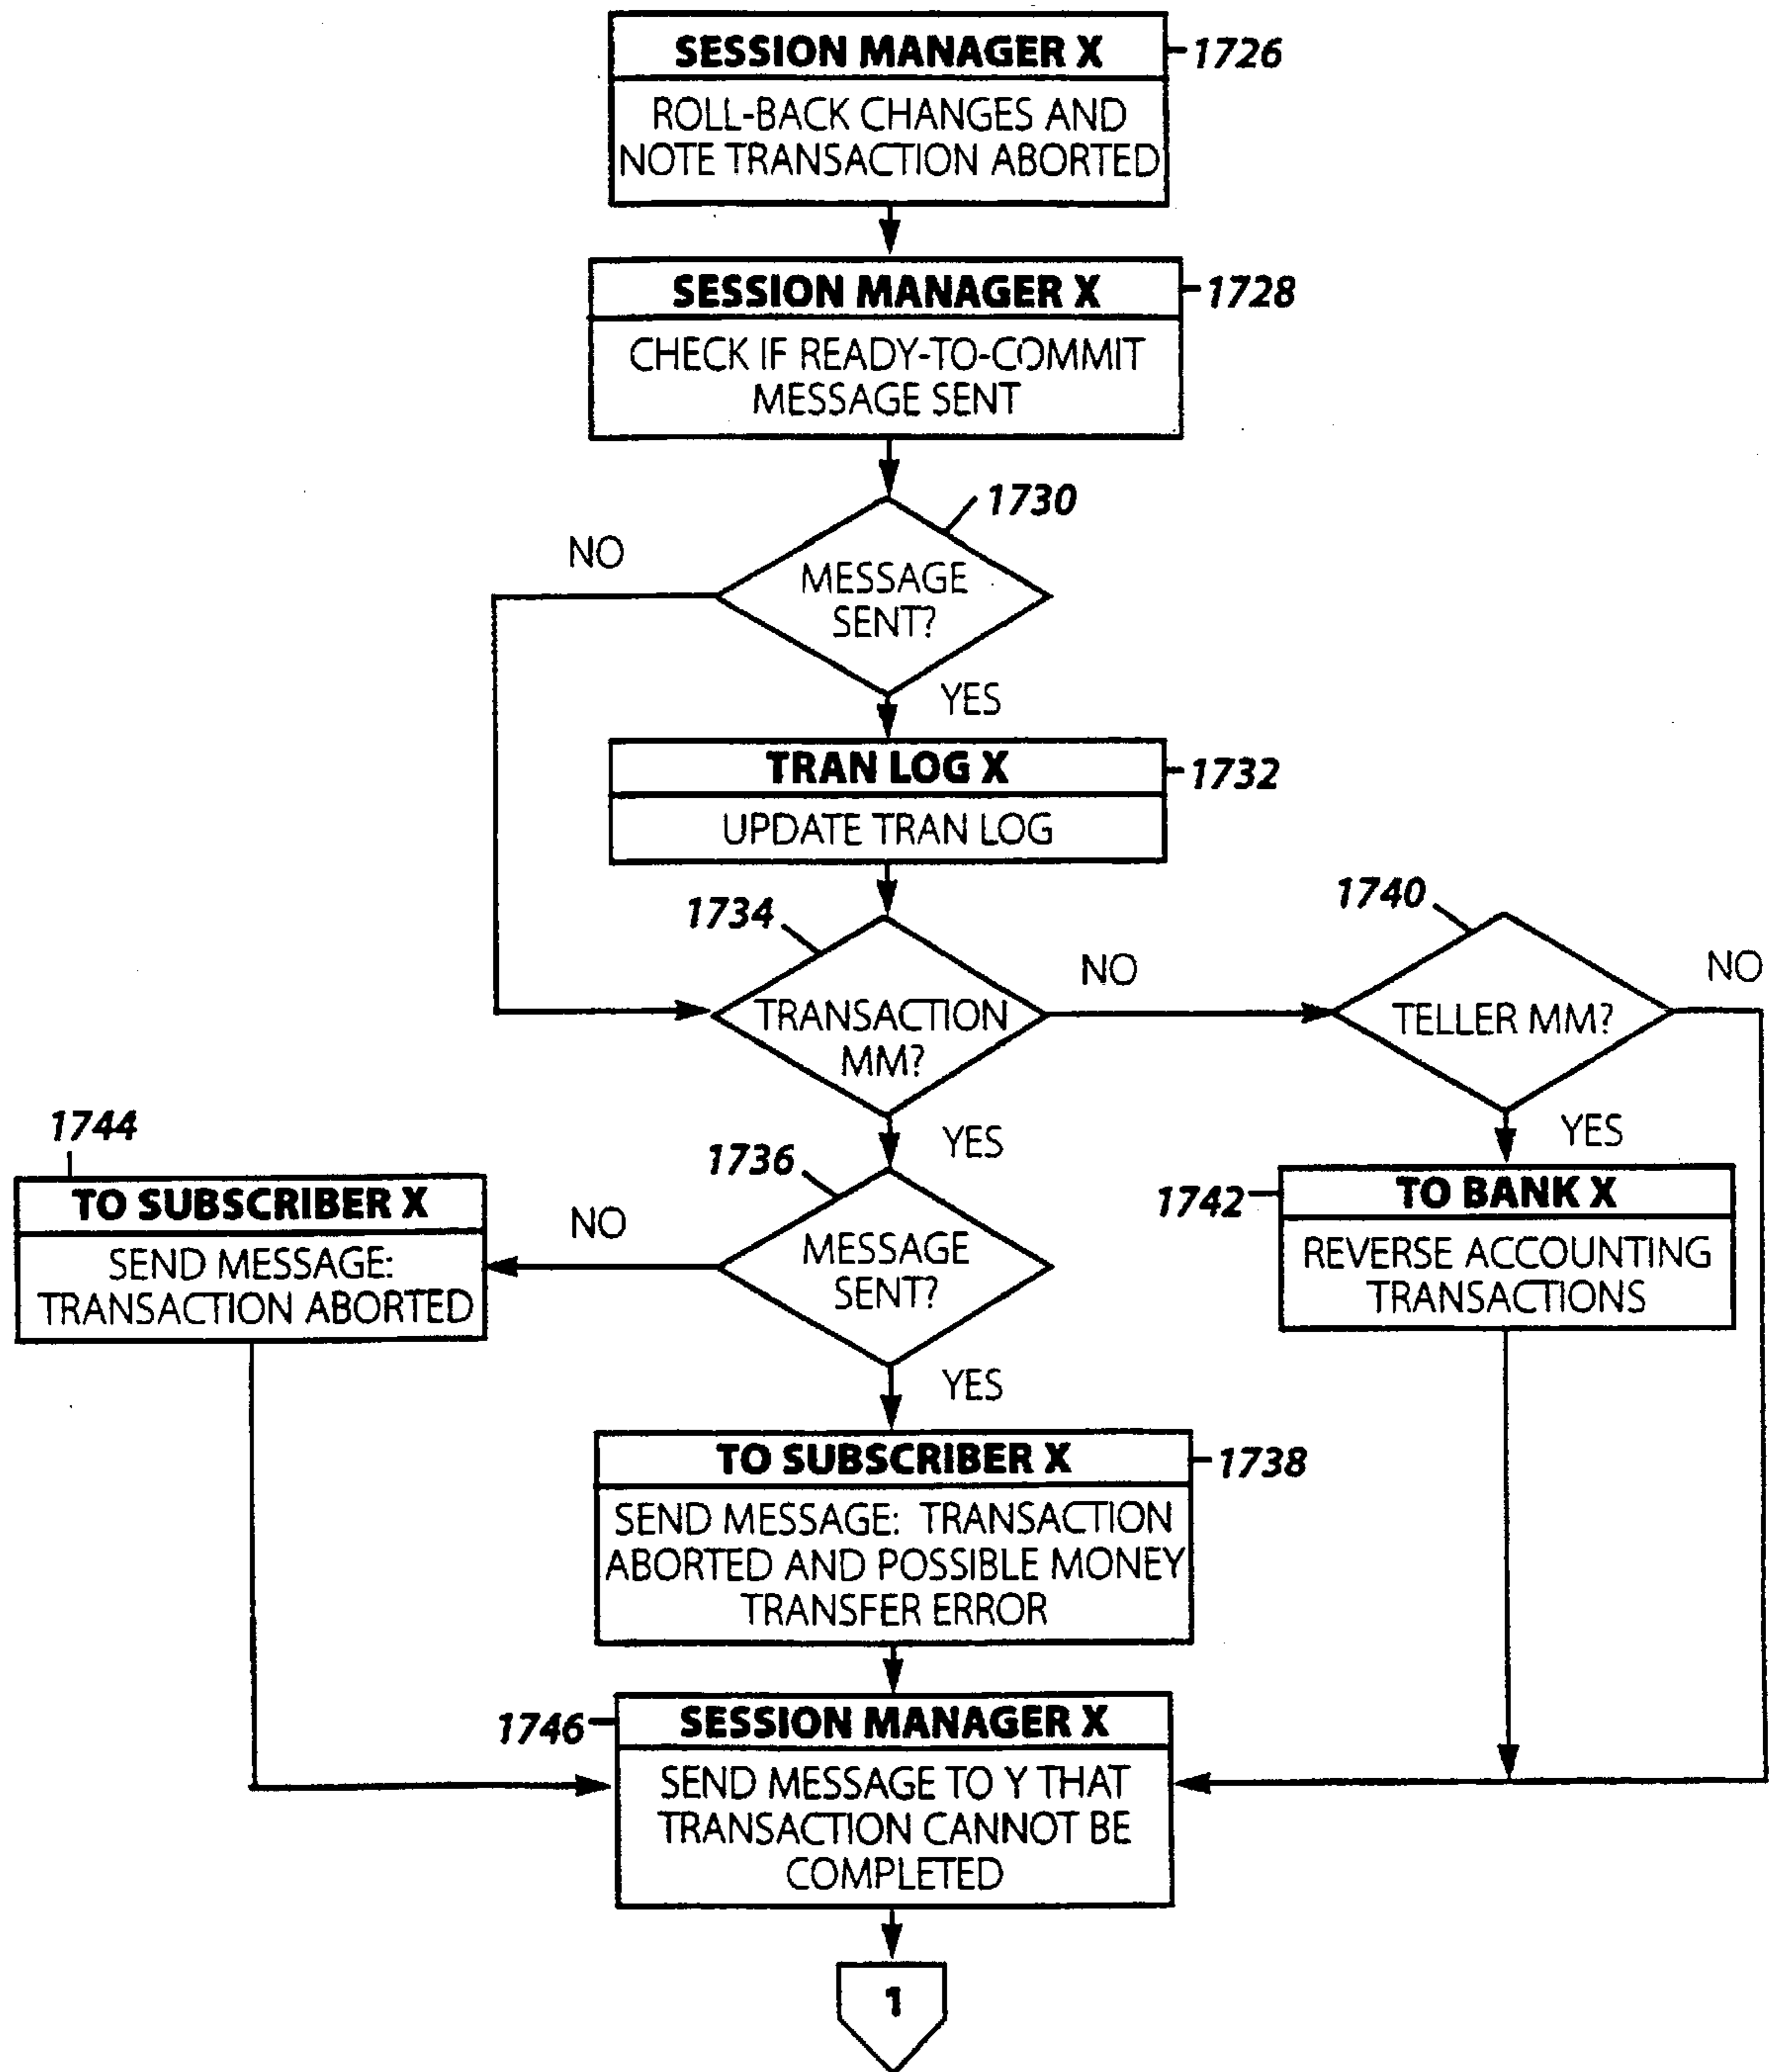 SESSION MANAGER X
1726
ROLL-BACK CHANGES AND
NOTE TRANSACTION ABORTED
SESSION MANAGER X
1728
CHECK IF READY-TO-COMMIT
MESSAGE SENT
1730
NO
MESSAGE
SENT?
YES
TRAN LOG X
1732
UPDATE TRAN LOG
1734
TRANSACTION
MM?
NO
1740
TELLER MM?
NO
YES
YES
1744
TO SUBSCRIBER X
SEND MESSAGE:
TRANSACTION ABORTED
1736
NO
MESSAGE
SENT?
YES
1742
TO BANK X
REVERSE ACCOUNTING
TRANSACTIONS
TO SUBSCRIBER X
1738
SEND MESSAGE: TRANSACTION
ABORTED AND POSSIBLE MONEY
TRANSFER ERROR
1746
SESSION MANAGER X
SEND MESSAGE TO Y THAT
TRANSACTION CANNOT BE
COMPLETED
1